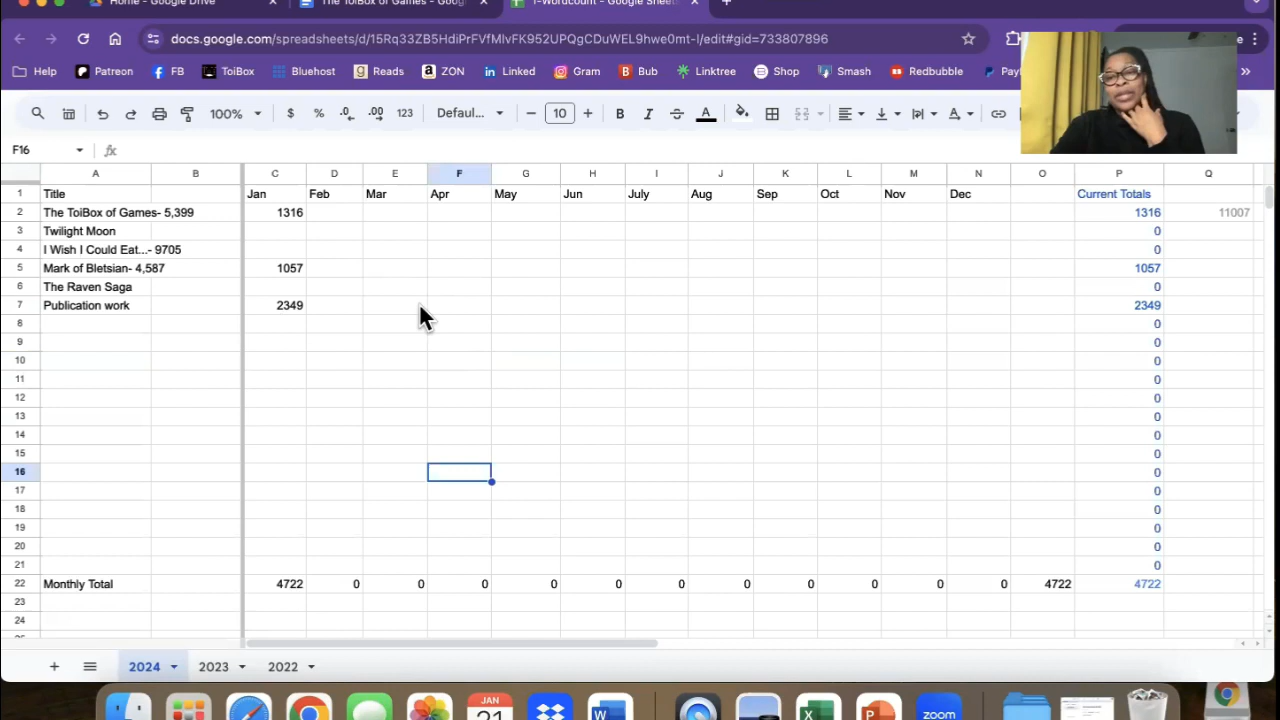 Home - Google Drive
The ToiBox of Games - Googl
1-Wordcount - Google Sheet
docs.google.com/spreadsheets/d/15Rq33ZB5HdiPrFVfMlvFK952UPQgCDuWEL9hwe0mt-I/edit#gid=733807896
Help Patreon FB ToiBox Bluehost Reads ZON Linked Gram Bub Linktree Shop Smash Redbubble Payl »
100% $ % .0 .00 123 Defaul... 10 B I A
F16 fx
A B C D E F G H I J K L M N O P Q
1 Title Jan Feb Mar Apr May Jun July Aug Sep Oct Nov Dec Current Totals
2 The ToiBox of Games- 5,399 1316 1316 11007
3 Twilight Moon 0
4 I Wish I Could Eat...- 9705 0
5 Mark of Bletsian- 4,587 1057 1057
6 The Raven Saga 0
7 Publication work 2349 2349
8 0
9 0
10 0
11 0
12 0
13 0
14 0
15 0
16 0
17 0
18 0
19 0
20 0
21 0
22 Monthly Total 4722 0 0 0 0 0 0 0 0 0 0 0 4722 4722
23
24
+ 2024 2023 2022
JAN
21
W
P
zoom